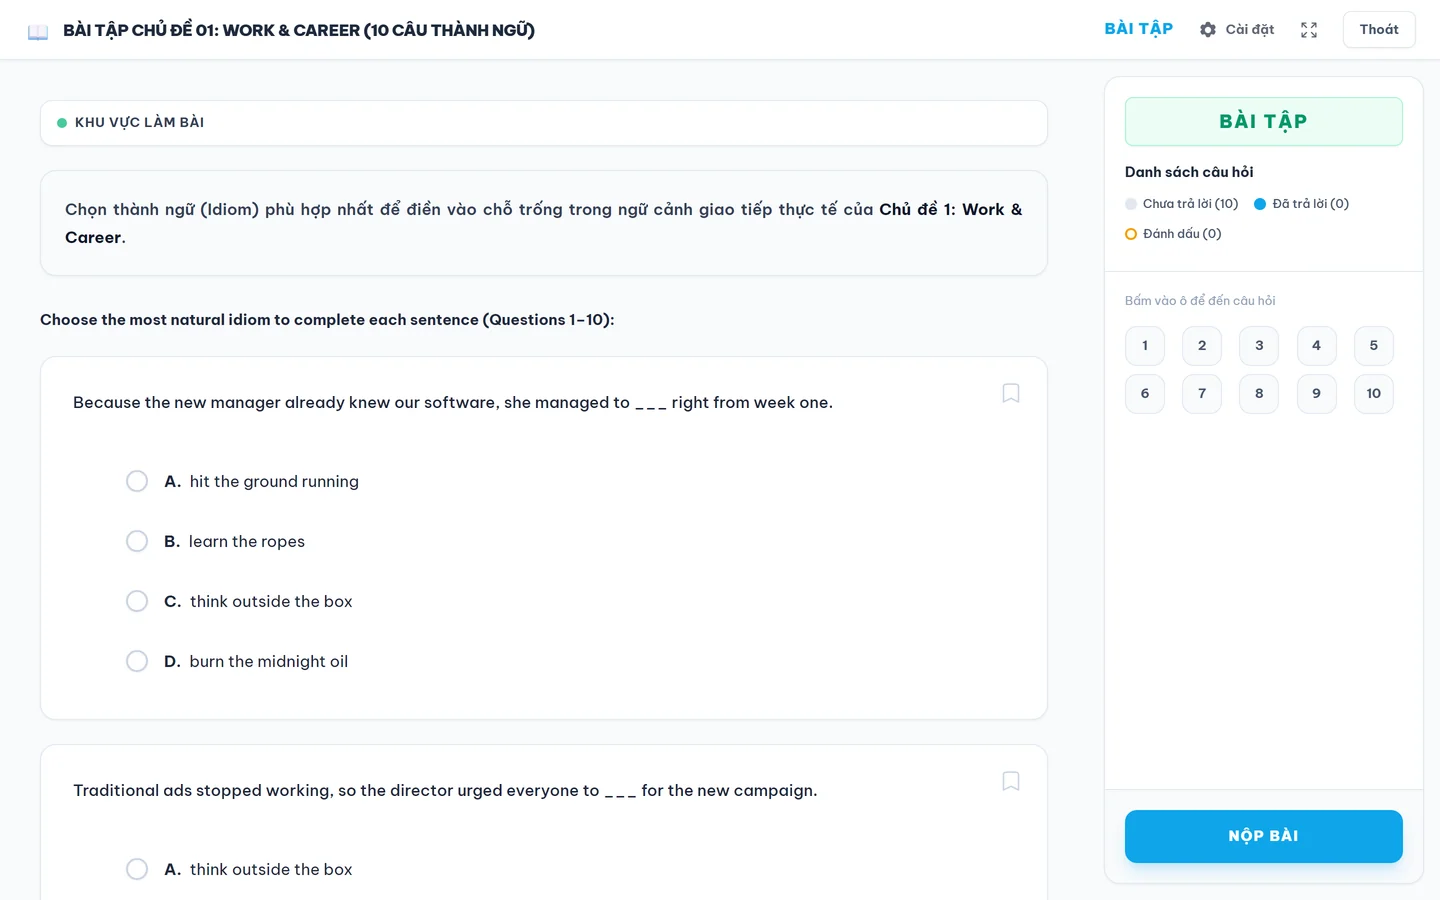 BÀI TẬP CHỦ ĐỀ 01: WORK & CAREER (10 CÂU THÀNH NGỮ)
BÀI TẬP
Cài đặt
Thoát
KHU VỰC LÀM BÀI
Chọn thành ngữ (Idiom) phù hợp nhất để điền vào chỗ trống trong ngữ cảnh giao tiếp thực tế của Chủ đề 1: Work &
Career.
Choose the most natural idiom to complete each sentence (Questions 1–10):
Because the new manager already knew our software, she managed to _ _ _ right from week one.
A. hit the ground running
B. learn the ropes
C. think outside the box
D. burn the midnight oil
Traditional ads stopped working, so the director urged everyone to _ _ _ for the new campaign.
A. think outside the box
BÀI TẬP
Danh sách câu hỏi
Chưa trả lời (10) Đã trả lời (0)
Đánh dấu (0)
Bấm vào ô để đến câu hỏi
1 2 3 4 5
6 7 8 9 10
NỘP BÀI